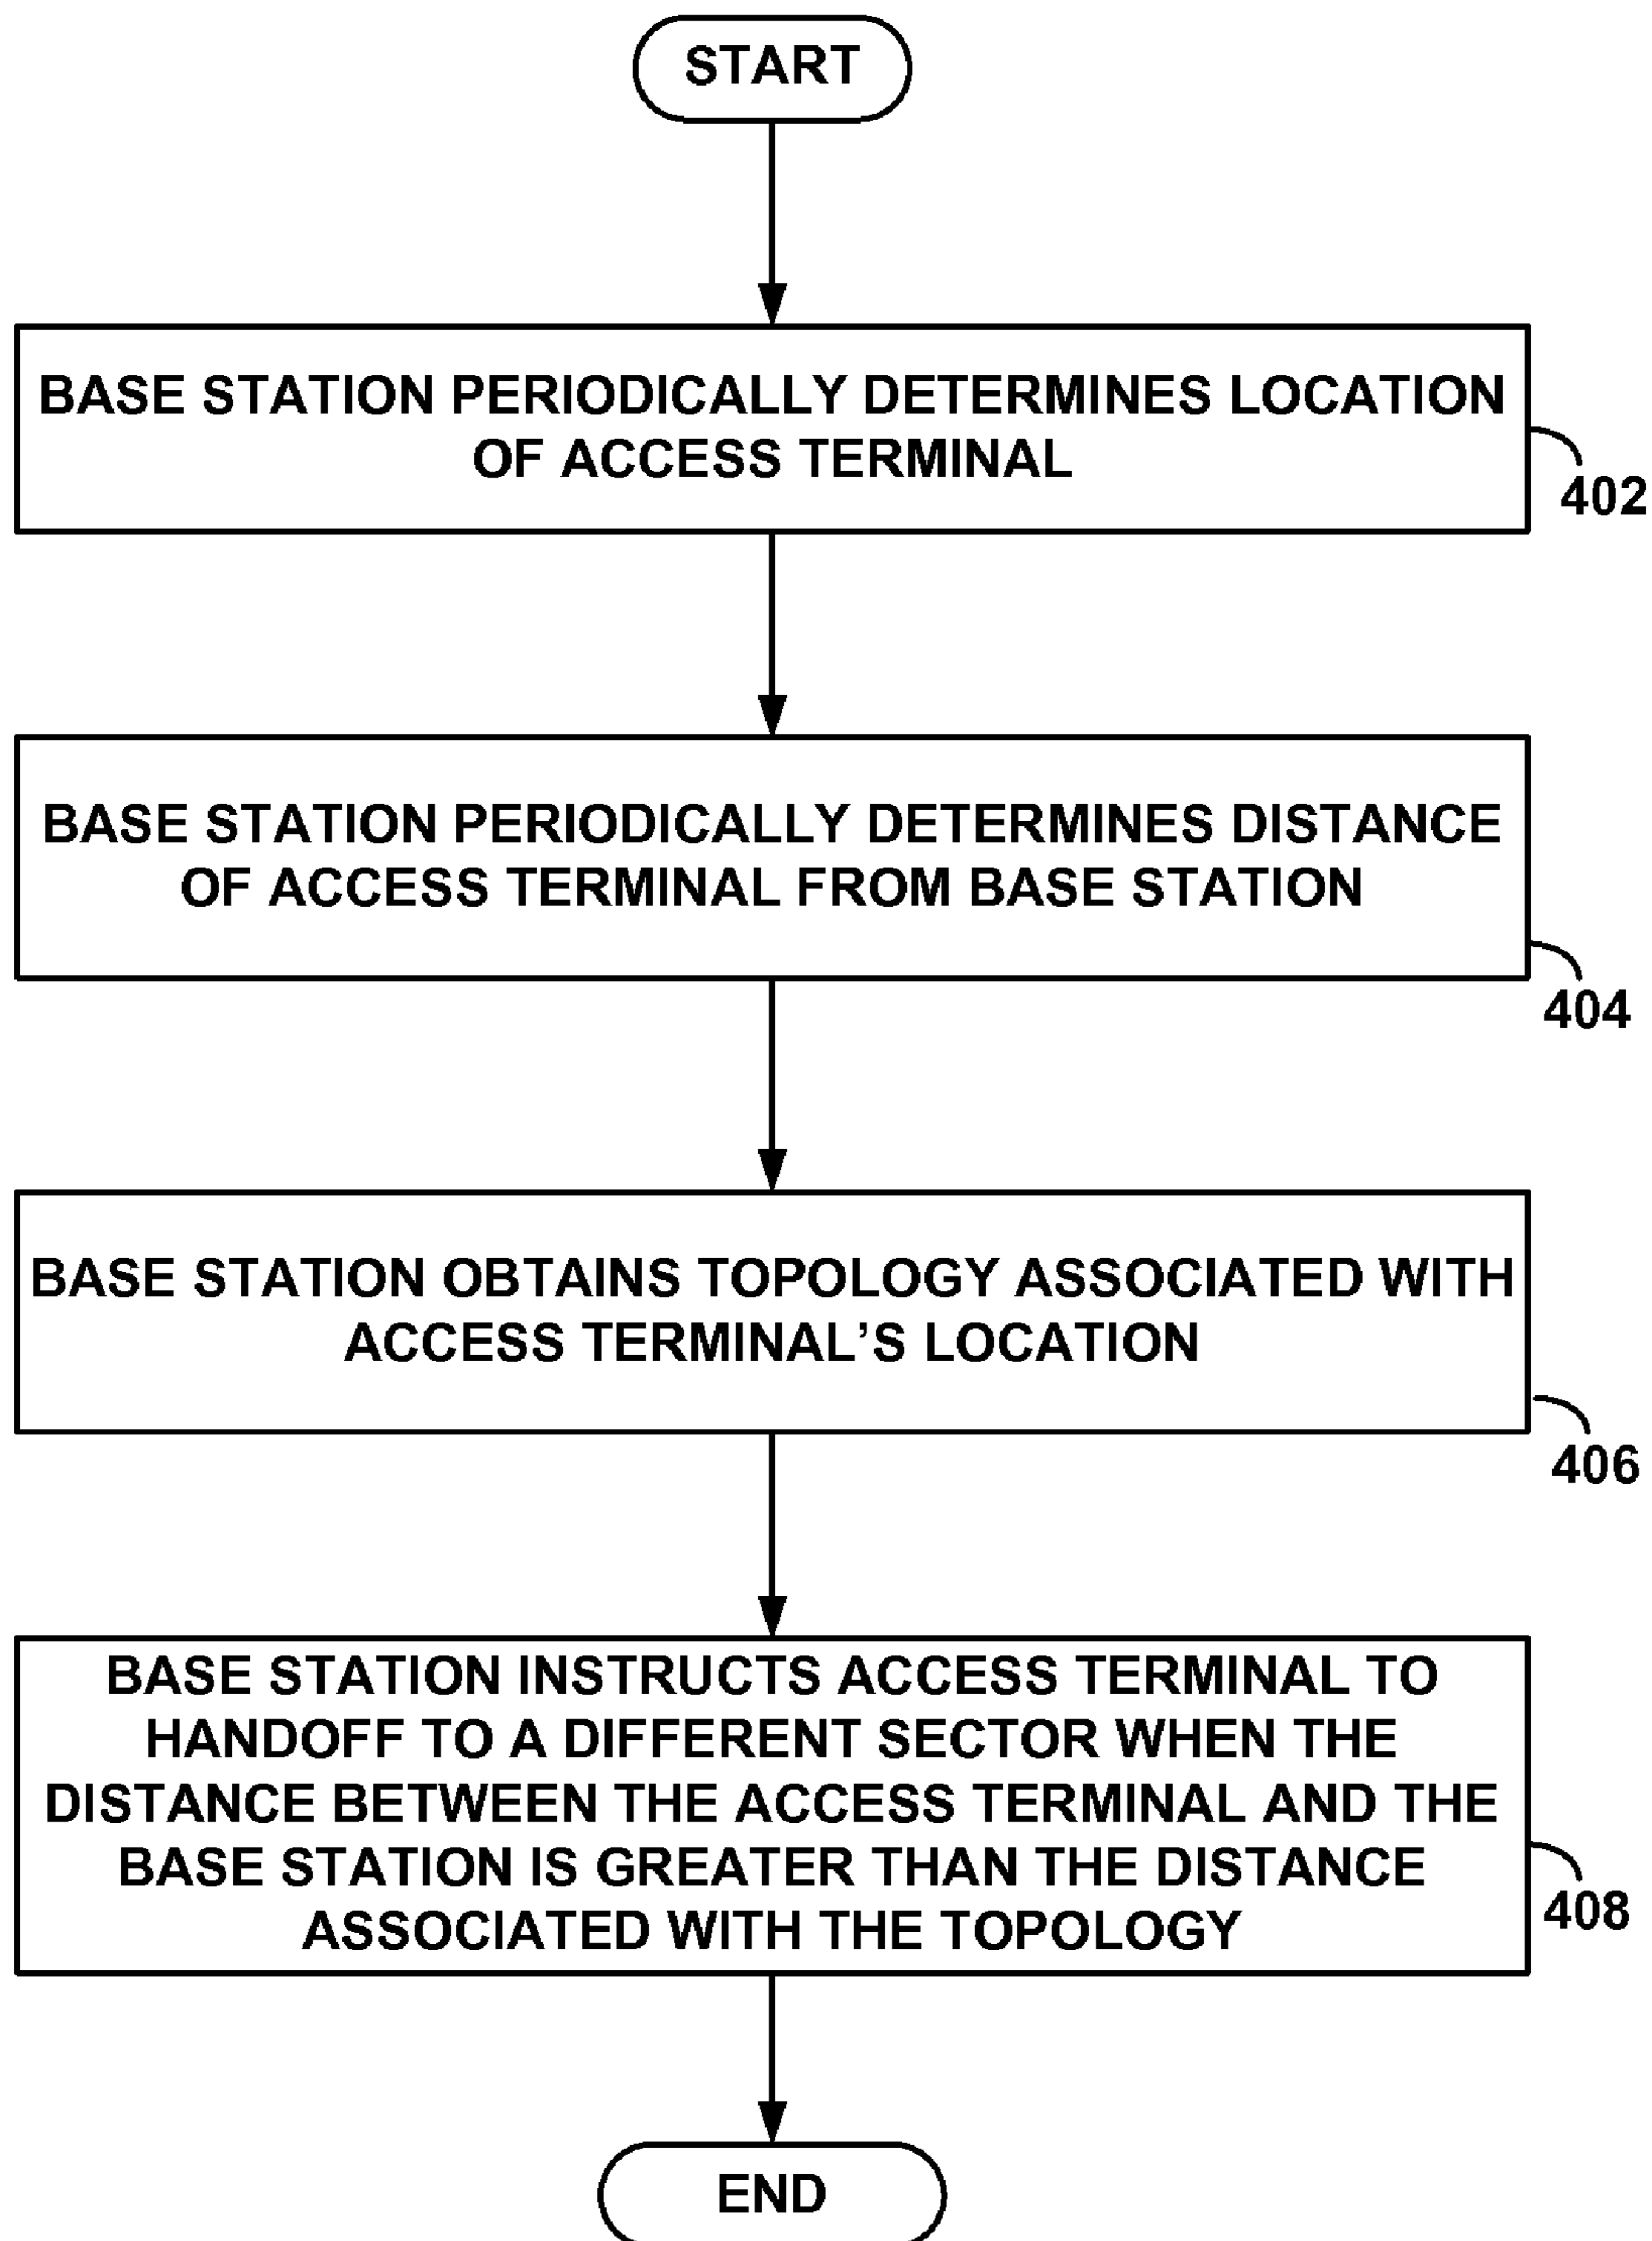 START
BASE STATION PERIODICALLY DETERMINES LOCATION
OF ACCESS TERMINAL
402
BASE STATION PERIODICALLY DETERMINES DISTANCE
OF ACCESS TERMINAL FROM BASE STATION
404
BASE STATION OBTAINS TOPOLOGY ASSOCIATED WITH
ACCESS TERMINAL’S LOCATION
406
BASE STATION INSTRUCTS ACCESS TERMINAL TO
HANDOFF TO A DIFFERENT SECTOR WHEN THE
DISTANCE BETWEEN THE ACCESS TERMINAL AND THE
BASE STATION IS GREATER THAN THE DISTANCE
ASSOCIATED WITH THE TOPOLOGY
408
END